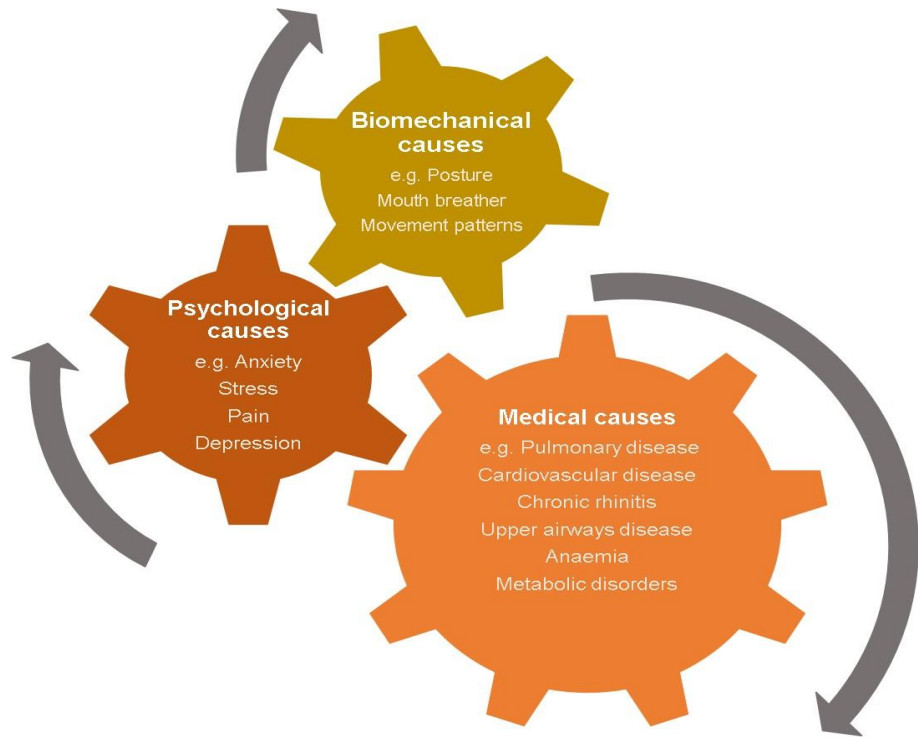 Biomechanical
causes
e.g. Posture
Mouth breather
Movement patterns
Psychological
causes
e.g. Anxiety
Stress
Pain
Depression
Medical causes
e.g. Pulmonary disease
Cardiovascular disease
Chronic rhinitis
Upper airways disease
Anaemia
Metabolic disorders